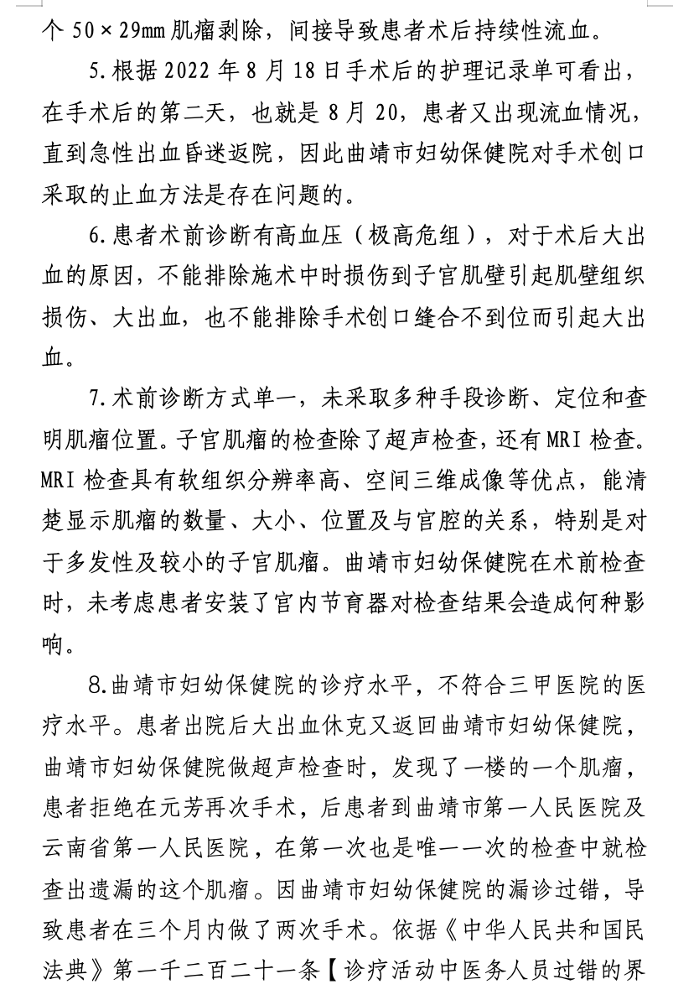 个 50×29mm 肌瘤剥除，间接导致患者术后持续性流血。
5.根据 2022 年 8 月 18 日手术后的护理记录单可看出，
在手术后的第二天，也就是 8 月 20，患者又出现流血情况，
直到急性出血昏迷返院，因此曲靖市妇幼保健院对手术创口
采取的止血方法是存在问题的。
6.患者术前诊断有高血压（极高危组），对于术后大出
血的原因，不能排除施术中时损伤到子宫肌壁引起肌壁组织
损伤、大出血，也不能排除手术创口缝合不到位而引起大出
血。
7.术前诊断方式单一，未采取多种手段诊断、定位和查
明肌瘤位置。子宫肌瘤的检查除了超声检查，还有 MRI 检查。
MRI 检查具有软组织分辨率高、空间三维成像等优点，能清
楚显示肌瘤的数量、大小、位置及与宫腔的关系，特别是对
于多发性及较小的子宫肌瘤。曲靖市妇幼保健院在术前检查
时，未考虑患者安装了宫内节育器对检查结果会造成何种影
响。
8.曲靖市妇幼保健院的诊疗水平，不符合三甲医院的医
疗水平。患者出院后大出血休克又返回曲靖市妇幼保健院，
曲靖市妇幼保健院做超声检查时，发现了一楼的一个肌瘤，
患者拒绝在元芳再次手术，后患者到曲靖市第一人民医院及
云南省第一人民医院，在第一次也是唯一一次的检查中就检
查出遗漏的这个肌瘤。因曲靖市妇幼保健院的漏诊过错，导
致患者在三个月内做了两次手术。依据《中华人民共和国民
法典》第一千二百二十一条【诊疗活动中医务人员过错的界